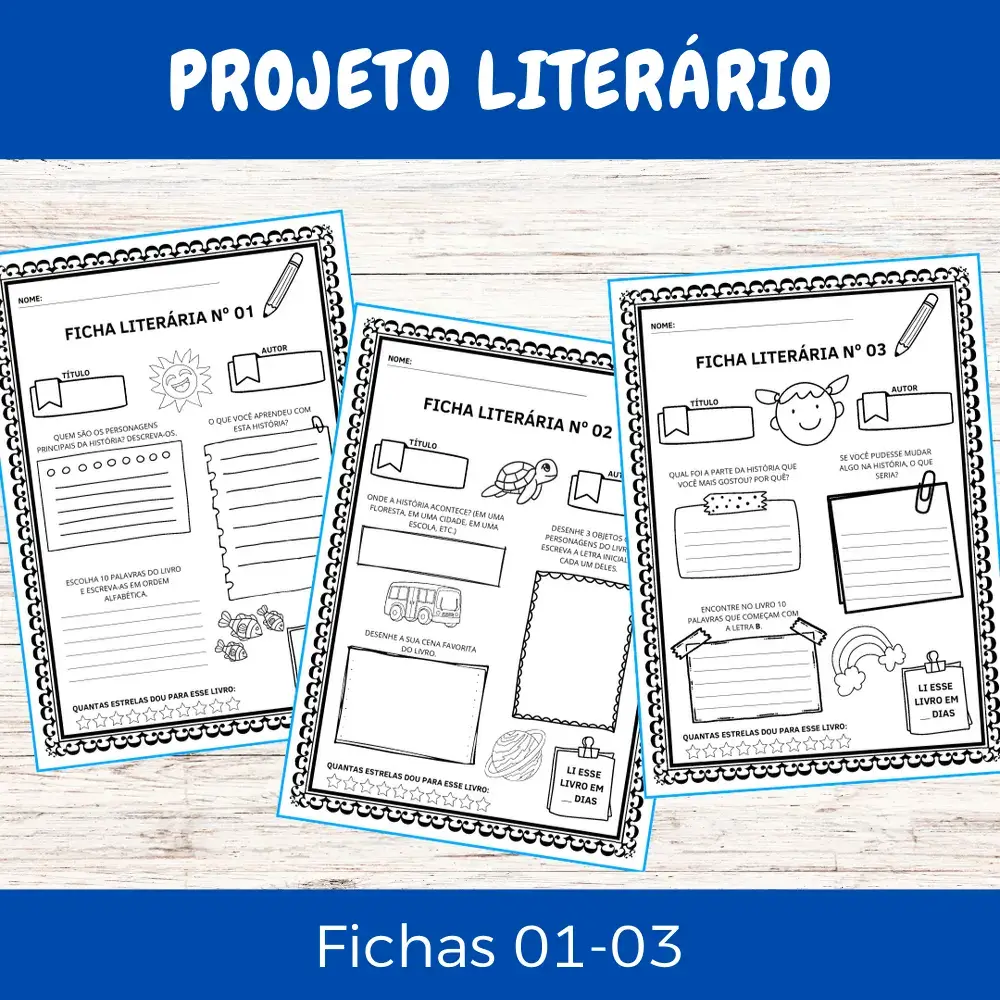 PROJETO LITERÁRIO
NOME:
FICHA LITERÁRIA Nº 01
TÍTULO
AUTOR
QUEM SÃO OS PERSONAGENS
PRINCIPAIS DA HISTÓRIA? DESCREVA-OS.
O QUE VOCÊ APRENDEU COM
ESTA HISTÓRIA?
ESCOLHA 10 PALAVRAS DO LIVRO
E ESCREVA-AS EM ORDEM
ALFABÉTICA.
QUANTAS ESTRELAS DOU PARA ESSE LIVRO:
NOME:
FICHA LITERÁRIA Nº 02
TÍTULO
ONDE A HISTÓRIA ACONTECE? (EM UMA
FLORESTA, EM UMA CIDADE, EM UMA
ESCOLA, ETC.)
DESENHE 3 OBJETOS
PERSONAGENS DO
ESCREVA A LETRA
CADA UM DELES.
DESENHE A SUA CENA FAVORITA
DO LIVRO.
QUANTAS ESTRELAS DOU PARA ESSE LIVRO:
LI ESSE
LIVRO EM
__ DIAS
NOME:
FICHA LITERÁRIA Nº 03
TÍTULO
AUTOR
QUAL FOI A PARTE DA HISTÓRIA QUE
VOCÊ MAIS GOSTOU? POR QUÊ?
SE VOCÊ PUDESSE MUDAR
ALGO NA HISTÓRIA, O QUE
SERIA?
ENCONTRE NO LIVRO 10
PALAVRAS QUE COMEÇAM COM
A LETRA B.
QUANTAS ESTRELAS DOU PARA ESSE LIVRO:
LI ESSE
LIVRO EM
__ DIAS
Fichas 01-03